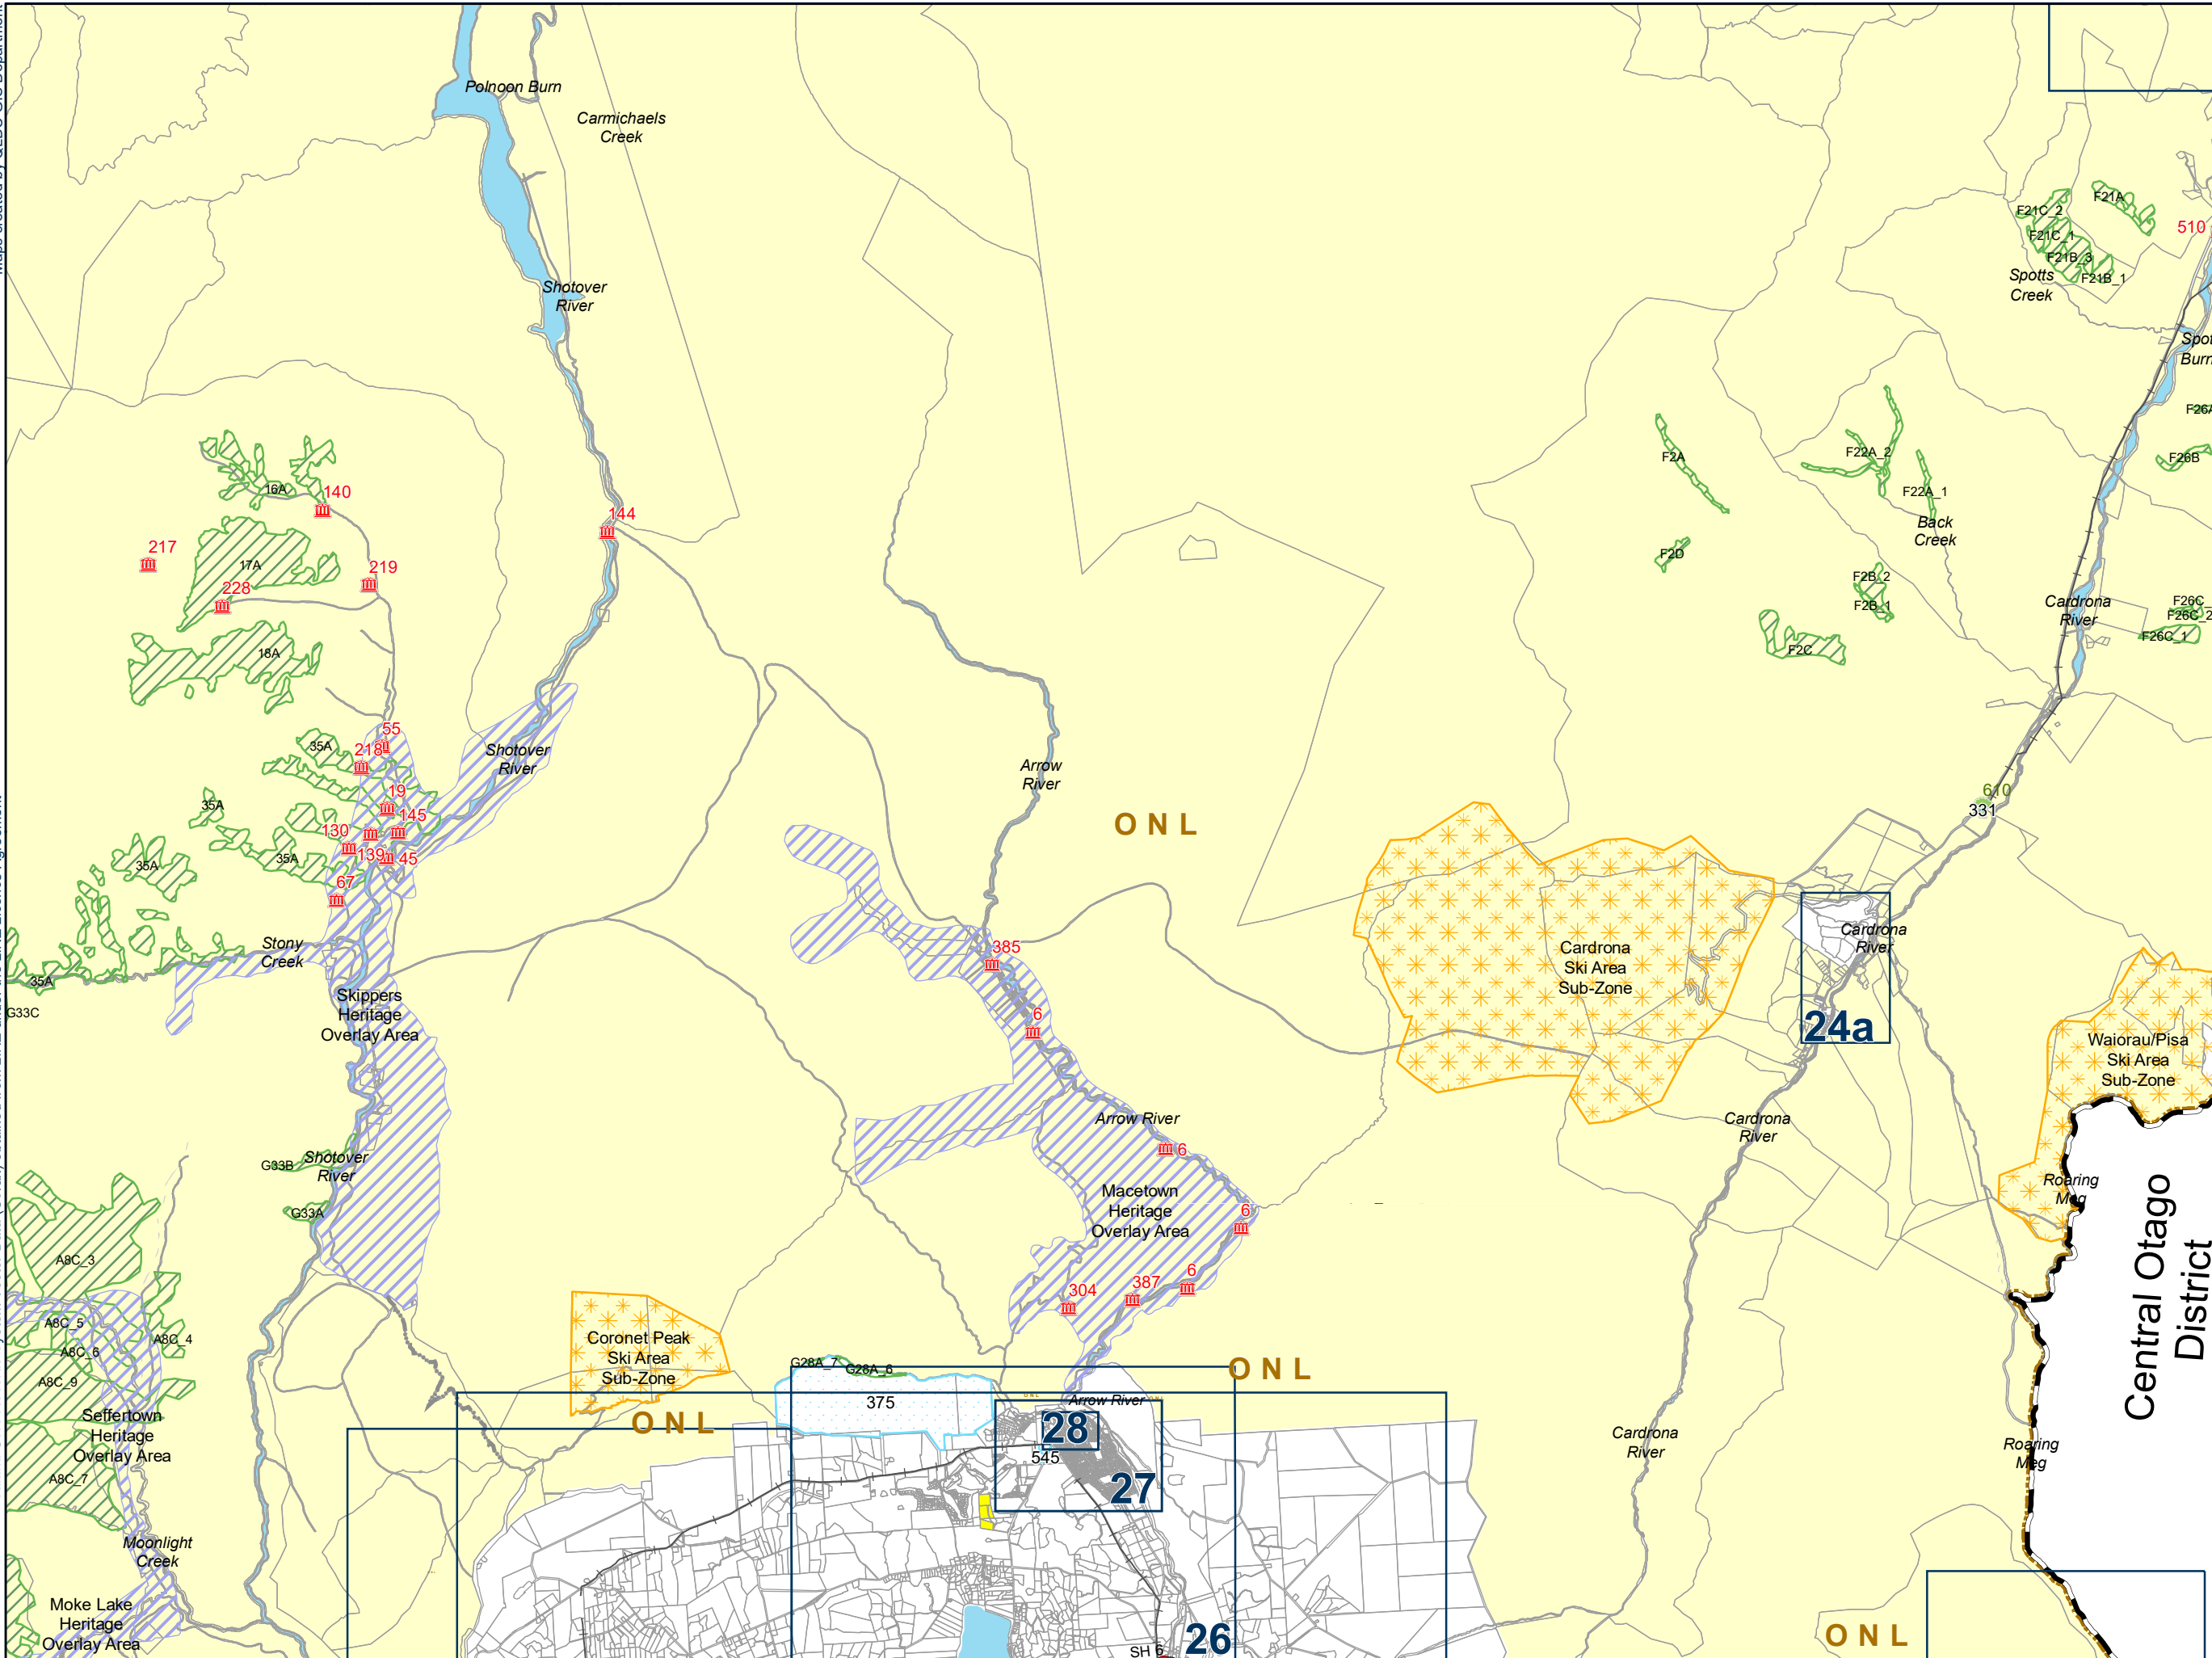 Polnoon Burn
Carmichaels
Creek
Shotover
River
F21A
F21C_2
F21C_1
F21B_3
F21B_1
510
Spotts
Creek
F2A
F22A_2
F22A_1
Back
Creek
F26B
F2D
F2B_2
F2B_1
F2C
Cardrona
River
F26C_2
F26C_1
16A
140
144
217
17A
219
228
18A
55
35A
218
Shotover
River
19
35A
145
130
139
45
35A
35A
67
Arrow
River
ONL
610
331
Stony
Creek
35A
G33C
Skippers
Heritage
Overlay Area
385
6
Cardrona
Ski Area
Sub-Zone
Cardrona
River
24a
Waiorau/Pisa
Ski Area
Sub-Zone
Arrow River
6
Cardrona
River
G33B
Shotover
River
G33A
Macetown
Heritage
Overlay Area
6
Roaring
Meg
Central Otago
District
A8C_3
A8C_5
A8C_4
A8C_6
A8C_9
304
387
6
Coronet Peak
Ski Area
Sub-Zone
G28A_7
G28A_6
ONL
375
Arrow River
ONL
28
545
27
Seffertown
Heritage
Overlay Area
A8C_7
Cardrona
River
Roaring
Meg
Moonlight
Creek
Moke Lake
Heritage
Overlay Area
26
SH 6
ONL